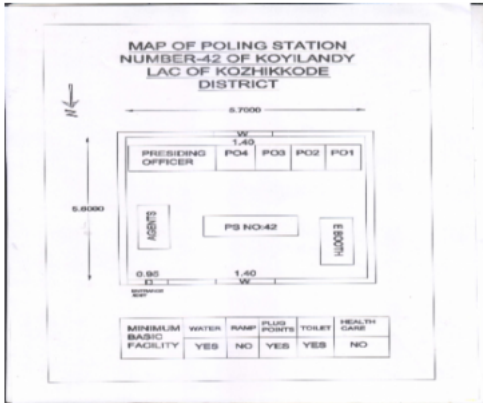 MAP OF POLING STATION
NUMBER-42 OF KOYILANDY
LAC OF KOZHIKKODE
DISTRICT
N
5.7000
W
1.40
PRESIDING OFFICER PO4 PO3 PO2 PO1
5.8000
AGENTS
PS NO:42
E BOOTH
0.95 1.40
D W
MINIMUM BASIC FACILITY WATER RAMP PLUG POINTS TOILET HEALTH CARE
YES NO YES YES NO